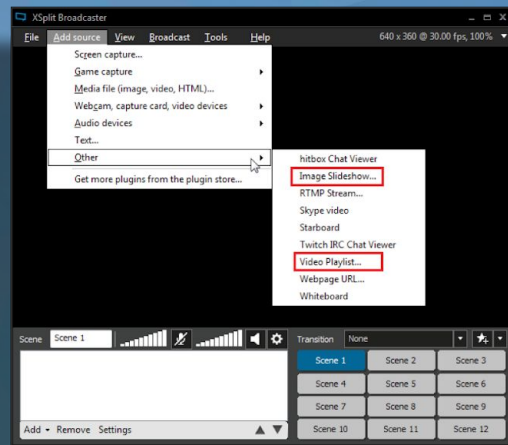 XSplit Broadcaster
File Add source View Broadcast Tools Help 640 x 360 @ 30.00 fps, 100%
Screen capture...
Game capture
Media file (image, video, HTML)...
Webcam, capture card, video devices
Audio devices
Text...
Other
Get more plugins from the plugin store...
hitbox Chat Viewer
Image Slideshow...
RTMP Stream...
Skype video
Starboard
Twitch IRC Chat Viewer
Video Playlist...
Webpage URL...
Whiteboard
Scene Scene 1 Transition None
Scene 1 Scene 2 Scene 3
Scene 4 Scene 5 Scene 6
Scene 7 Scene 8 Scene 9
Add Remove Settings Scene 10 Scene 11 Scene 12